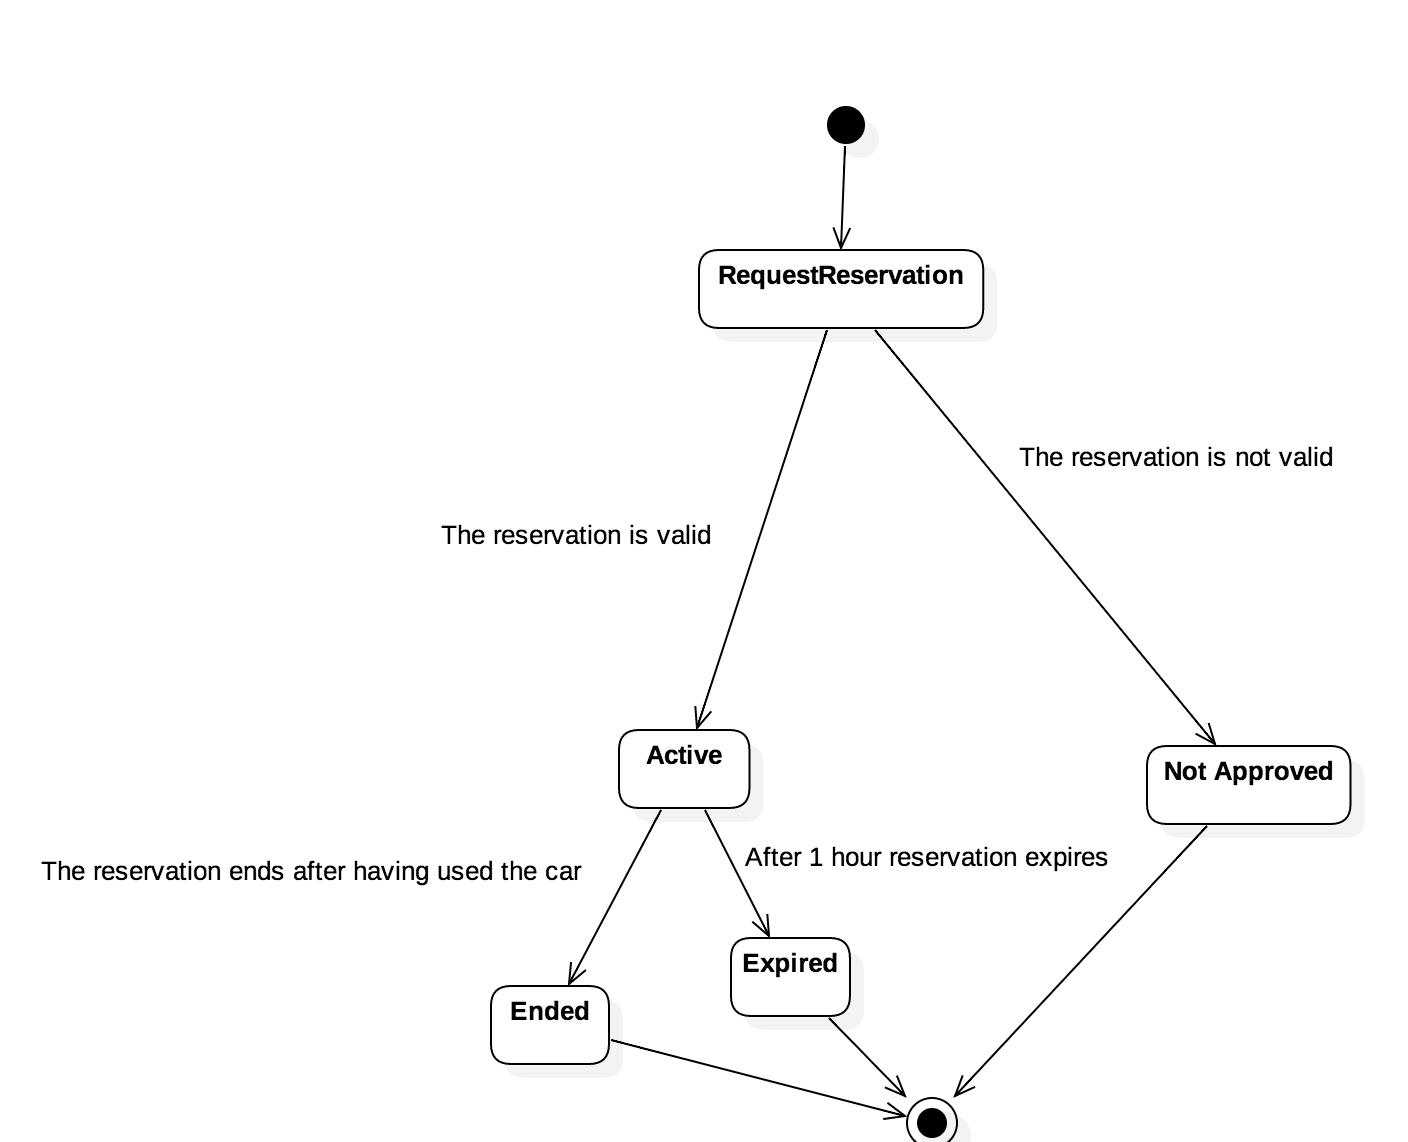 RequestReservation
The reservation is not valid
The reservation is valid
Active
Not Approved
The reservation ends after having used the car
After 1 hour reservation expires
Expired
Ended